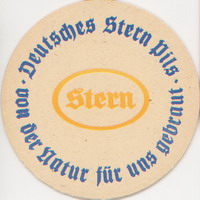 · Deutsches Stern Pils ·
von der Natur für uns gebraut
Stern